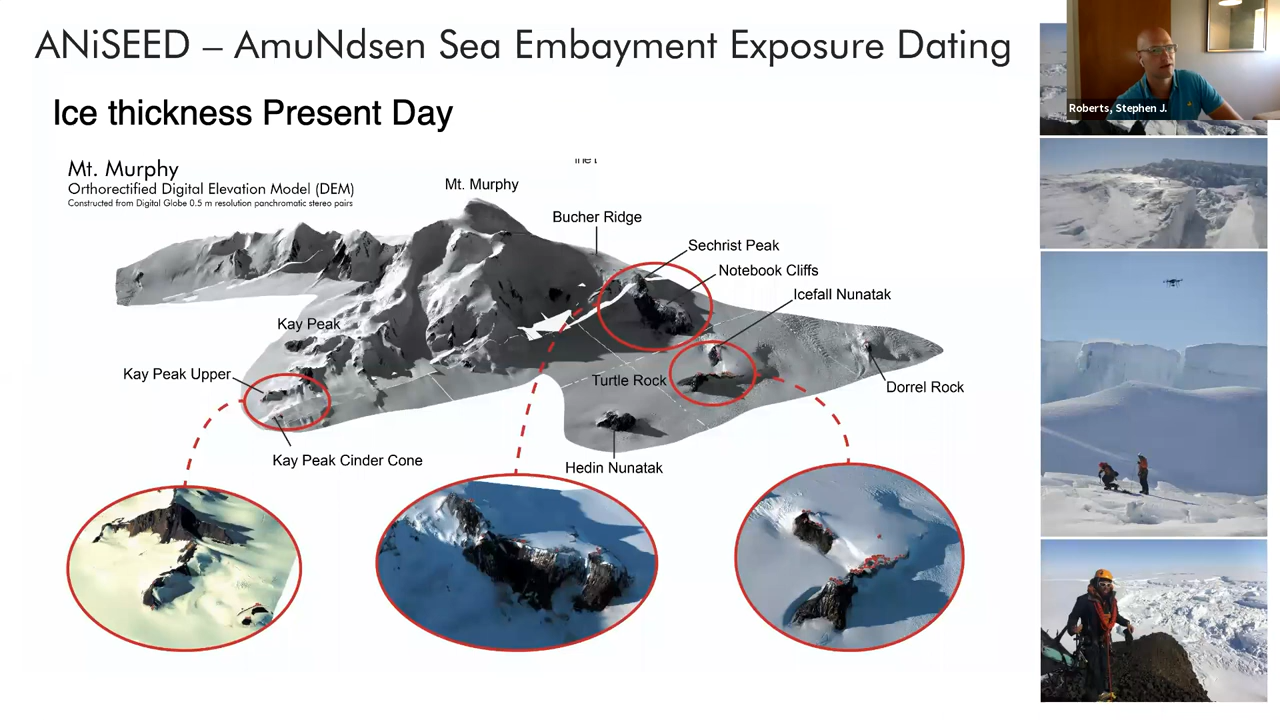 ANiSEED – AmuNdsen Sea Embayment Exposure Dating
Roberts, Stephen J.
Ice thickness Present Day
Mt. Murphy
Orthorectified Digital Elevation Model (DEM)
Constructed from Digital Globe 0.5 m resolution panchromatic stereo pairs
Mt. Murphy
Bucher Ridge
Sechrist Peak
Notebook Cliffs
Icefall Nunatak
Kay Peak
Kay Peak Upper
Turtle Rock
Dorrel Rock
Kay Peak Cinder Cone
Hedin Nunatak